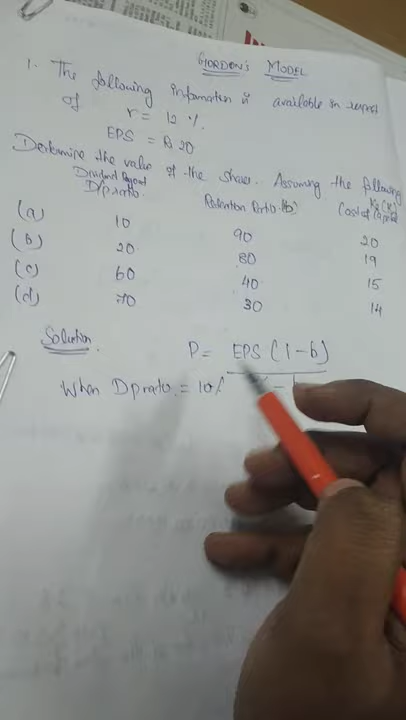 GORDON'S MODEL
1. The following information is available in respect
of r = 12 %.
EPS = Rs 20
Determine the value of the shares. Assuming the following
Dividend Payout D/P ratio. Retention Ratio (b) Cost of Capital
(a) 10 90 20
(b) 20 80 19
(c) 60 40 15
(d) 70 30 14
Solution.
P = EPS (1-b)
When Dp ratio. = 10%